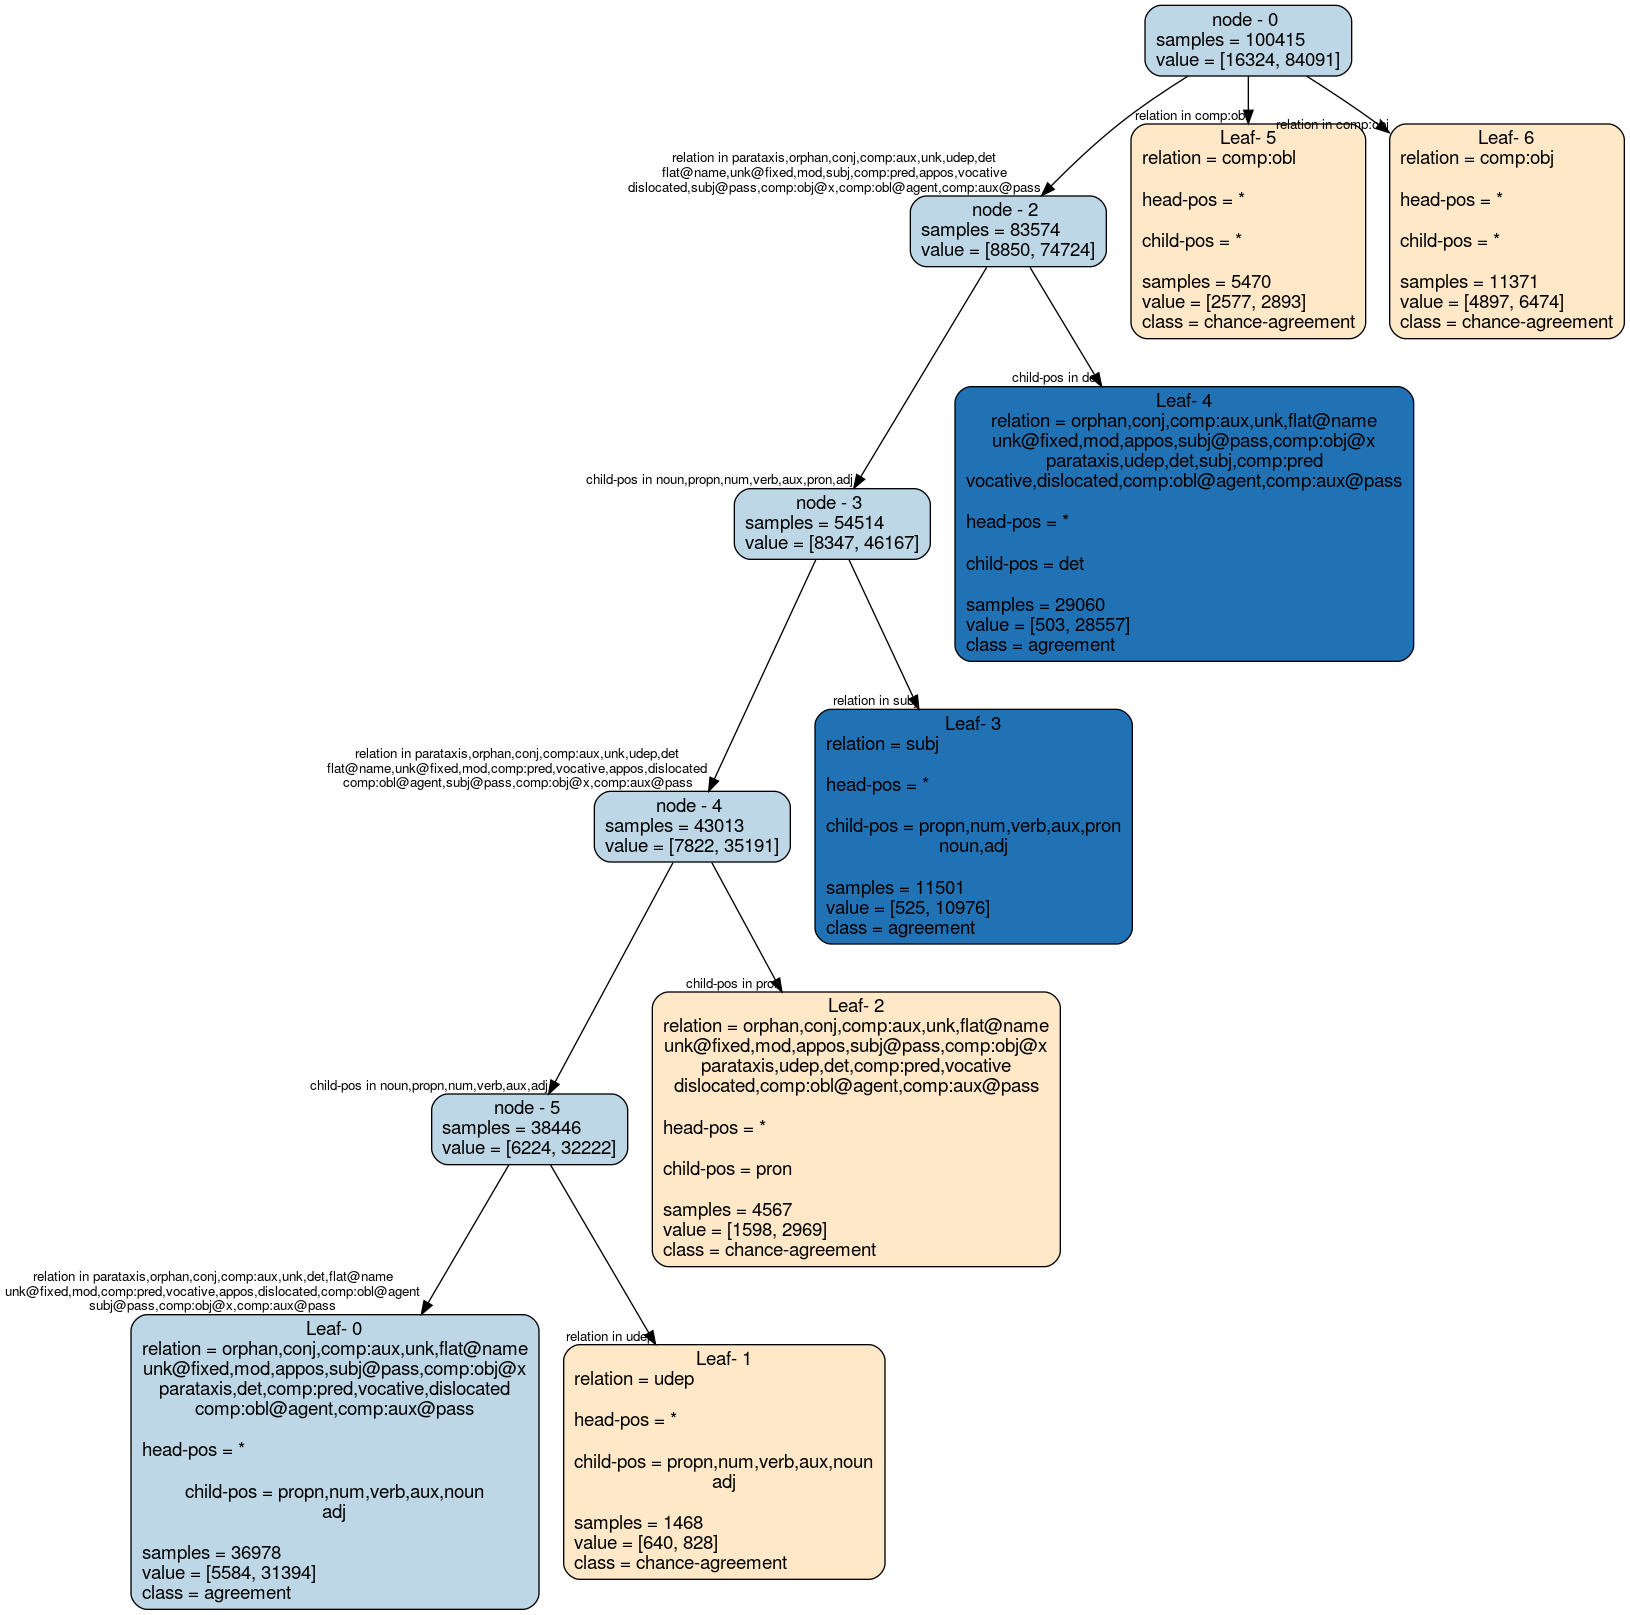 node - 0
samples = 100415
value = [16324, 84091]
relation in comp:obl
relation in comp:obj
Leaf- 5
relation = comp:obl
head-pos = *
child-pos = *
samples = 5470
value = [2577, 2893]
class = chance-agreement
Leaf- 6
relation = comp:obj
head-pos = *
child-pos = *
samples = 11371
value = [4897, 6474]
class = chance-agreement
relation in parataxis,orphan,conj,comp:aux,unk,udep,det
flat@name,unk@fixed,mod,subj,comp:pred,appos,vocative
dislocated,subj@pass,comp:obj@x,comp:obl@agent,comp:aux@pass
node - 2
samples = 83574
value = [8850, 74724]
child-pos in det
Leaf- 4
relation = orphan,conj,comp:aux,unk,flat@name
unk@fixed,mod,appos,subj@pass,comp:obj@x
parataxis,udep,det,subj,comp:pred
vocative,dislocated,comp:obl@agent,comp:aux@pass
head-pos = *
child-pos = det
samples = 29060
value = [503, 28557]
class = agreement
child-pos in noun,propn,num,verb,aux,pron,adj
node - 3
samples = 54514
value = [8347, 46167]
relation in subj
Leaf- 3
relation = subj
head-pos = *
child-pos = propn,num,verb,aux,pron
noun,adj
samples = 11501
value = [525, 10976]
class = agreement
relation in parataxis,orphan,conj,comp:aux,unk,udep,det
flat@name,unk@fixed,mod,comp:pred,vocative,appos,dislocated
comp:obl@agent,subj@pass,comp:obj@x,comp:aux@pass
node - 4
samples = 43013
value = [7822, 35191]
child-pos in pron
Leaf- 2
relation = orphan,conj,comp:aux,unk,flat@name
unk@fixed,mod,appos,subj@pass,comp:obj@x
parataxis,udep,det,comp:pred,vocative
dislocated,comp:obl@agent,comp:aux@pass
head-pos = *
child-pos = pron
samples = 4567
value = [1598, 2969]
class = chance-agreement
child-pos in noun,propn,num,verb,aux,adj
node - 5
samples = 38446
value = [6224, 32222]
relation in parataxis,orphan,conj,comp:aux,unk,det,flat@name
unk@fixed,mod,comp:pred,vocative,appos,dislocated,comp:obl@agent
subj@pass,comp:obj@x,comp:aux@pass
Leaf- 0
relation = orphan,conj,comp:aux,unk,flat@name
unk@fixed,mod,appos,subj@pass,comp:obj@x
parataxis,det,comp:pred,vocative,dislocated
comp:obl@agent,comp:aux@pass
head-pos = *
child-pos = propn,num,verb,aux,noun
adj
samples = 36978
value = [5584, 31394]
class = agreement
relation in udep
Leaf- 1
relation = udep
head-pos = *
child-pos = propn,num,verb,aux,noun
adj
samples = 1468
value = [640, 828]
class = chance-agreement